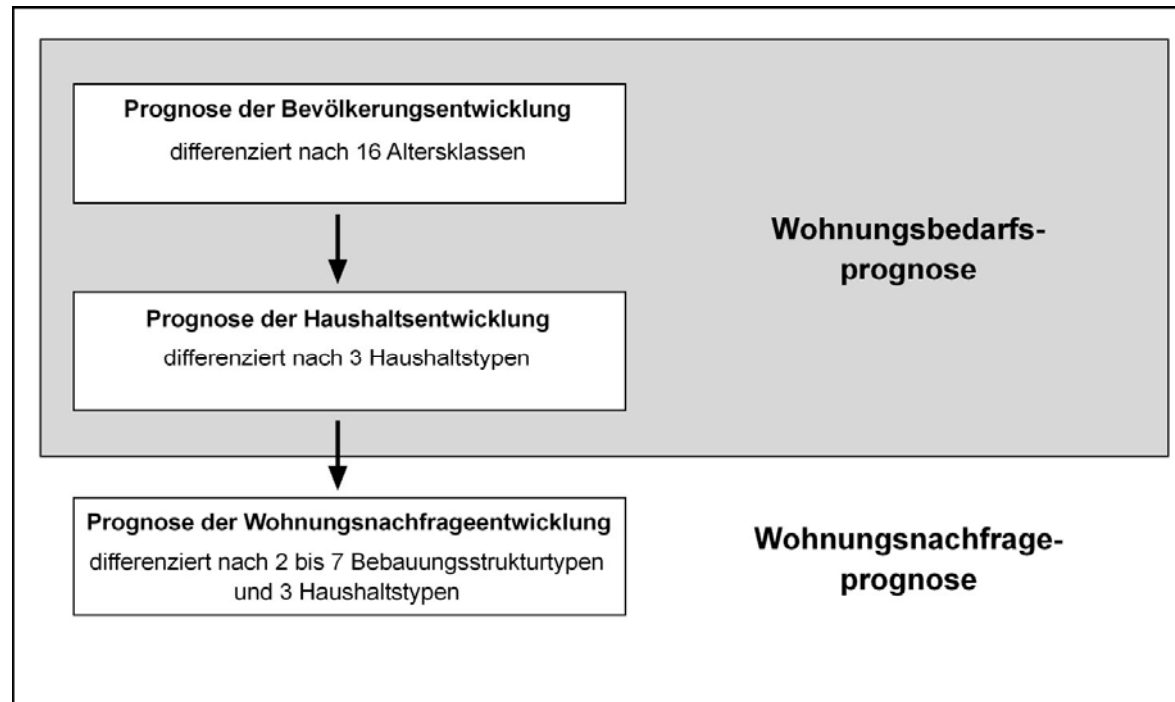 Prognose der Bevölkerungsentwicklung
differenziert nach 16 Altersklassen
Wohnungsbedarfs-
prognose
Prognose der Haushaltsentwicklung
differenziert nach 3 Haushaltstypen
Prognose der Wohnungsnachfrageentwicklung
differenziert nach 2 bis 7 Bebauungsstrukturtypen
und 3 Haushaltstypen
Wohnungsnachfrage-
prognose